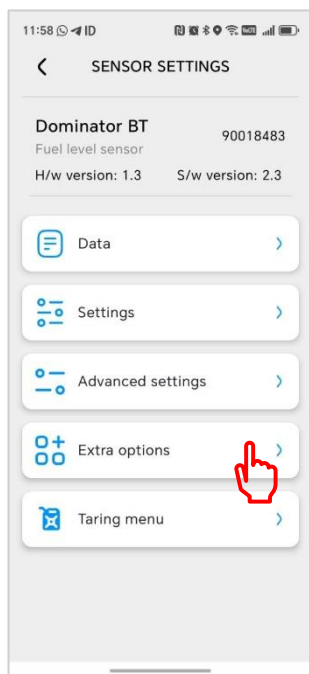 11:58 ID
SENSOR SETTINGS
Dominator BT 90018483
Fuel level sensor
H/w version: 1.3 S/w version: 2.3
Data
Settings
Advanced settings
Extra options
Taring menu